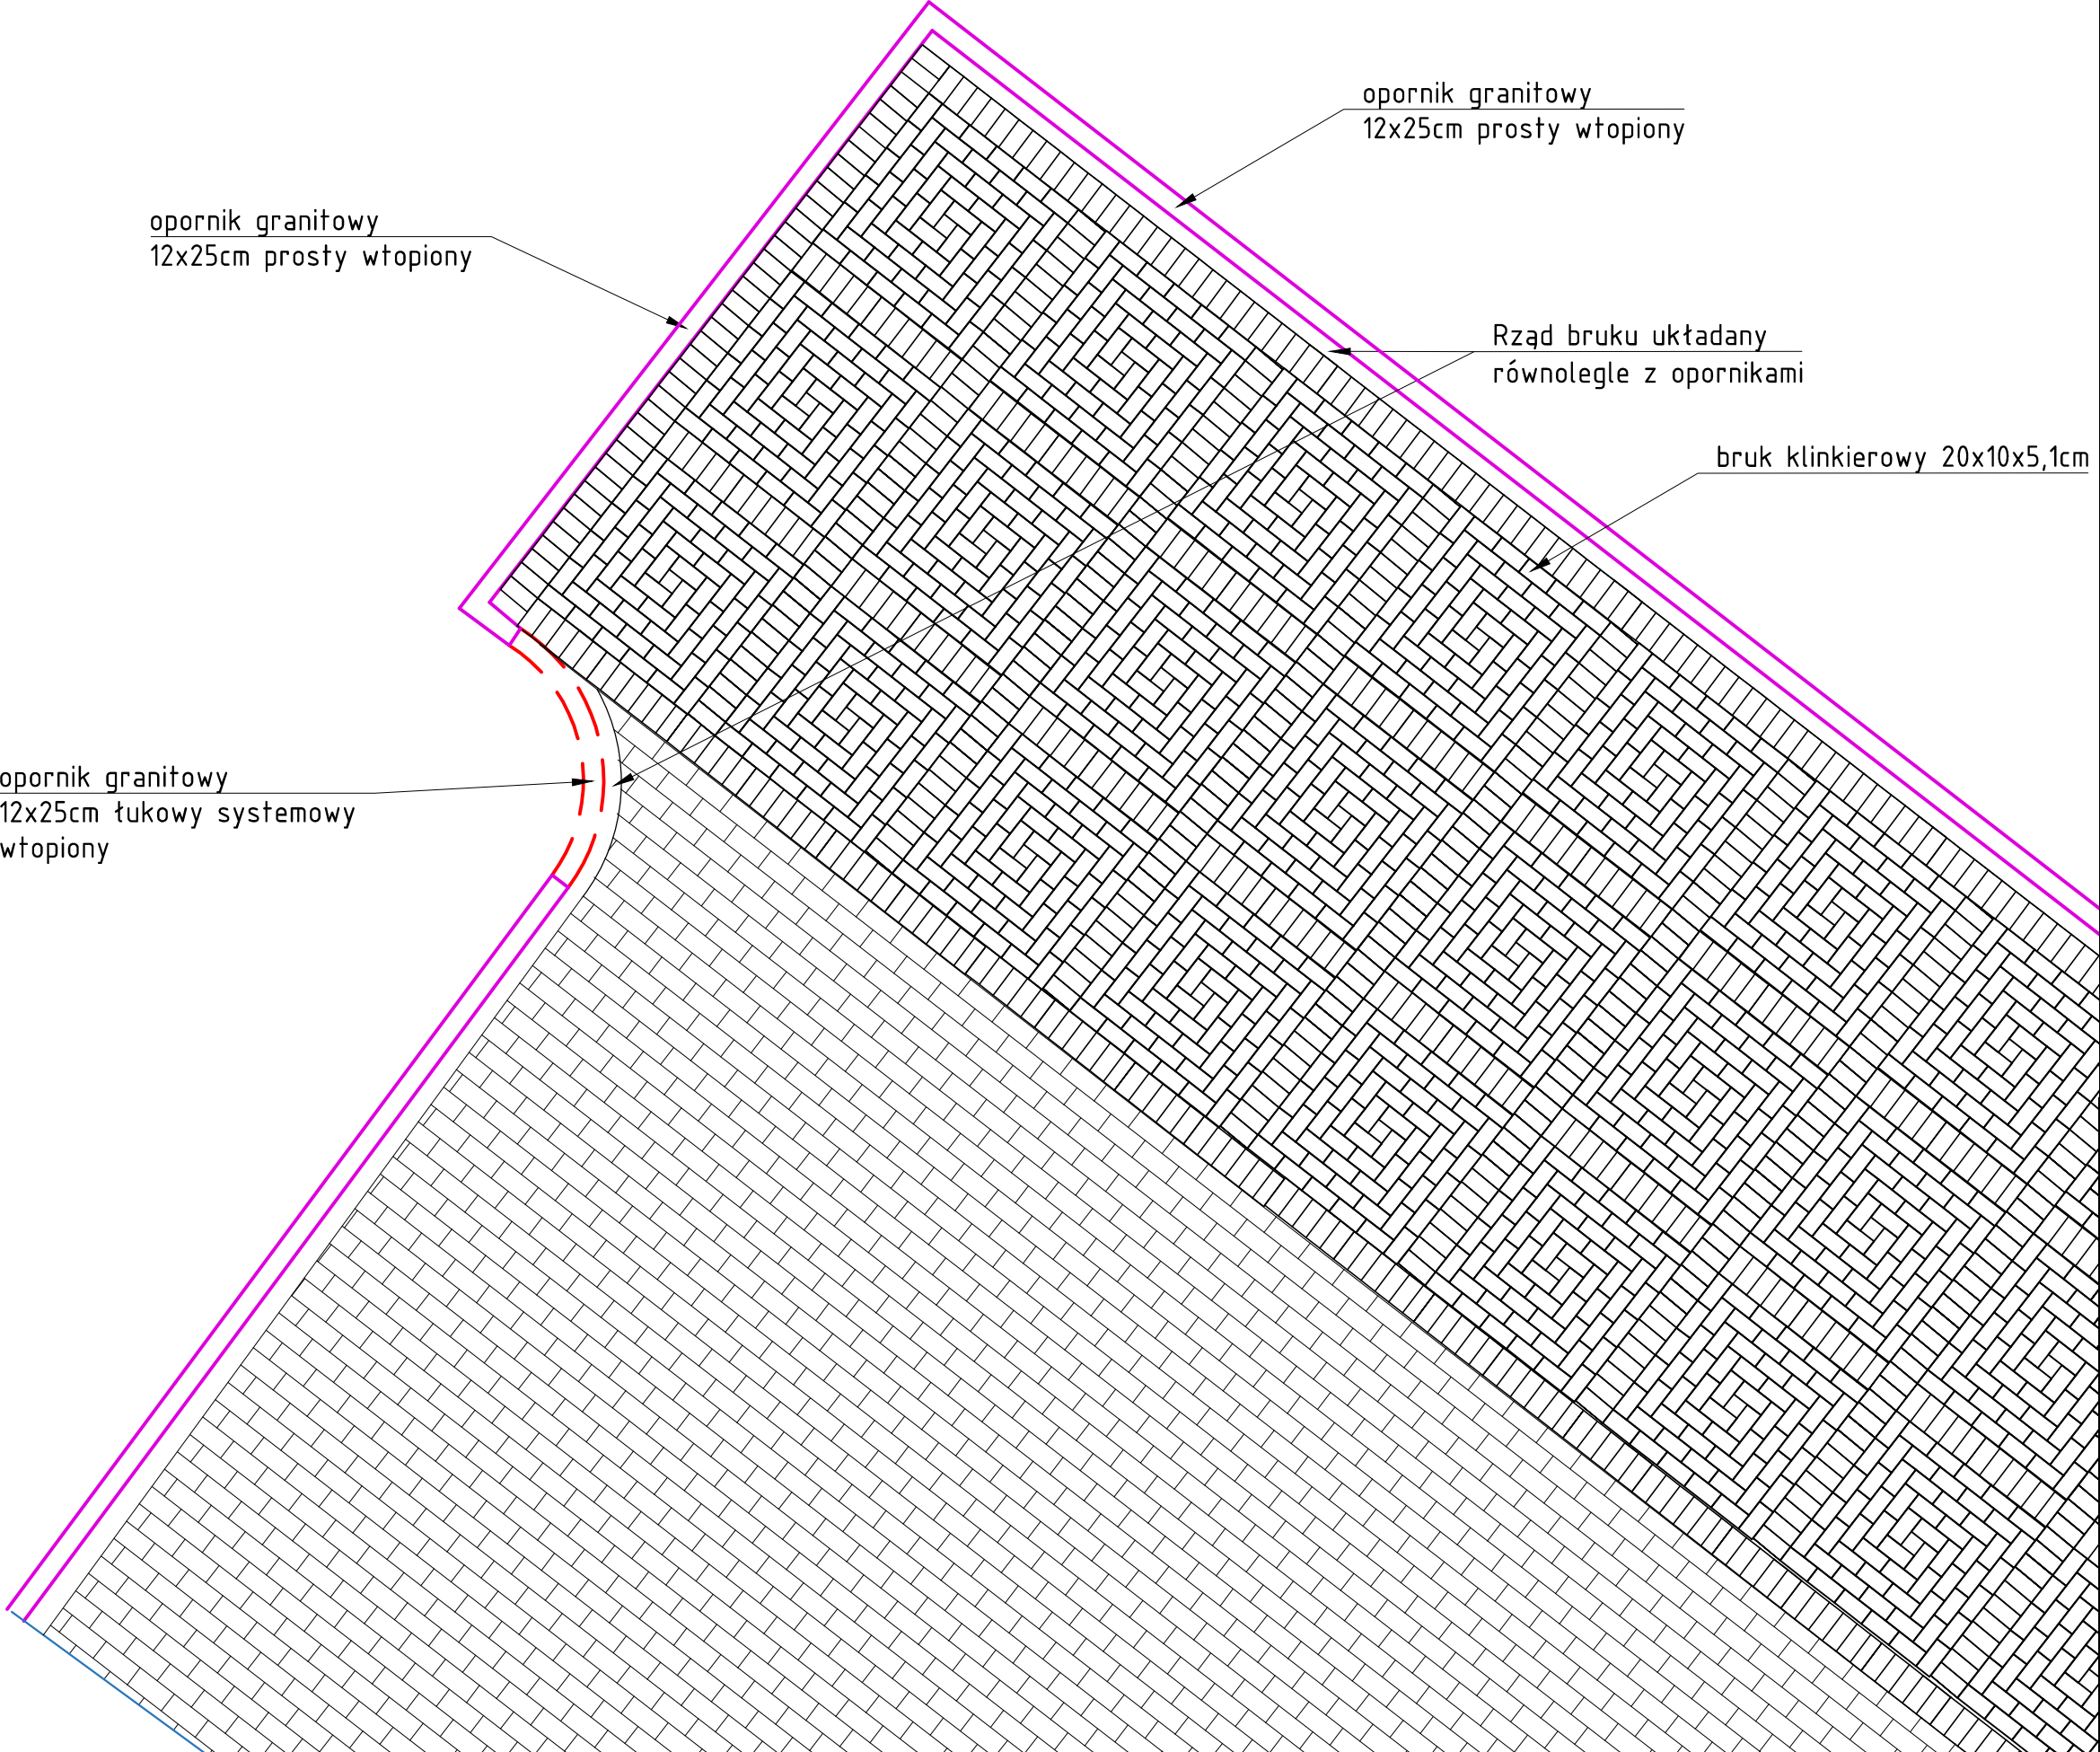 opornik granitowy
12x25cm prosty wtopiony
opornik granitowy
12x25cm prosty wtopiony
Rząd bruku układany
równolegle z opornikami
bruk klinkierowy 20x10x5,1cm
opornik granitowy
12x25cm łukowy systemowy
wtopiony